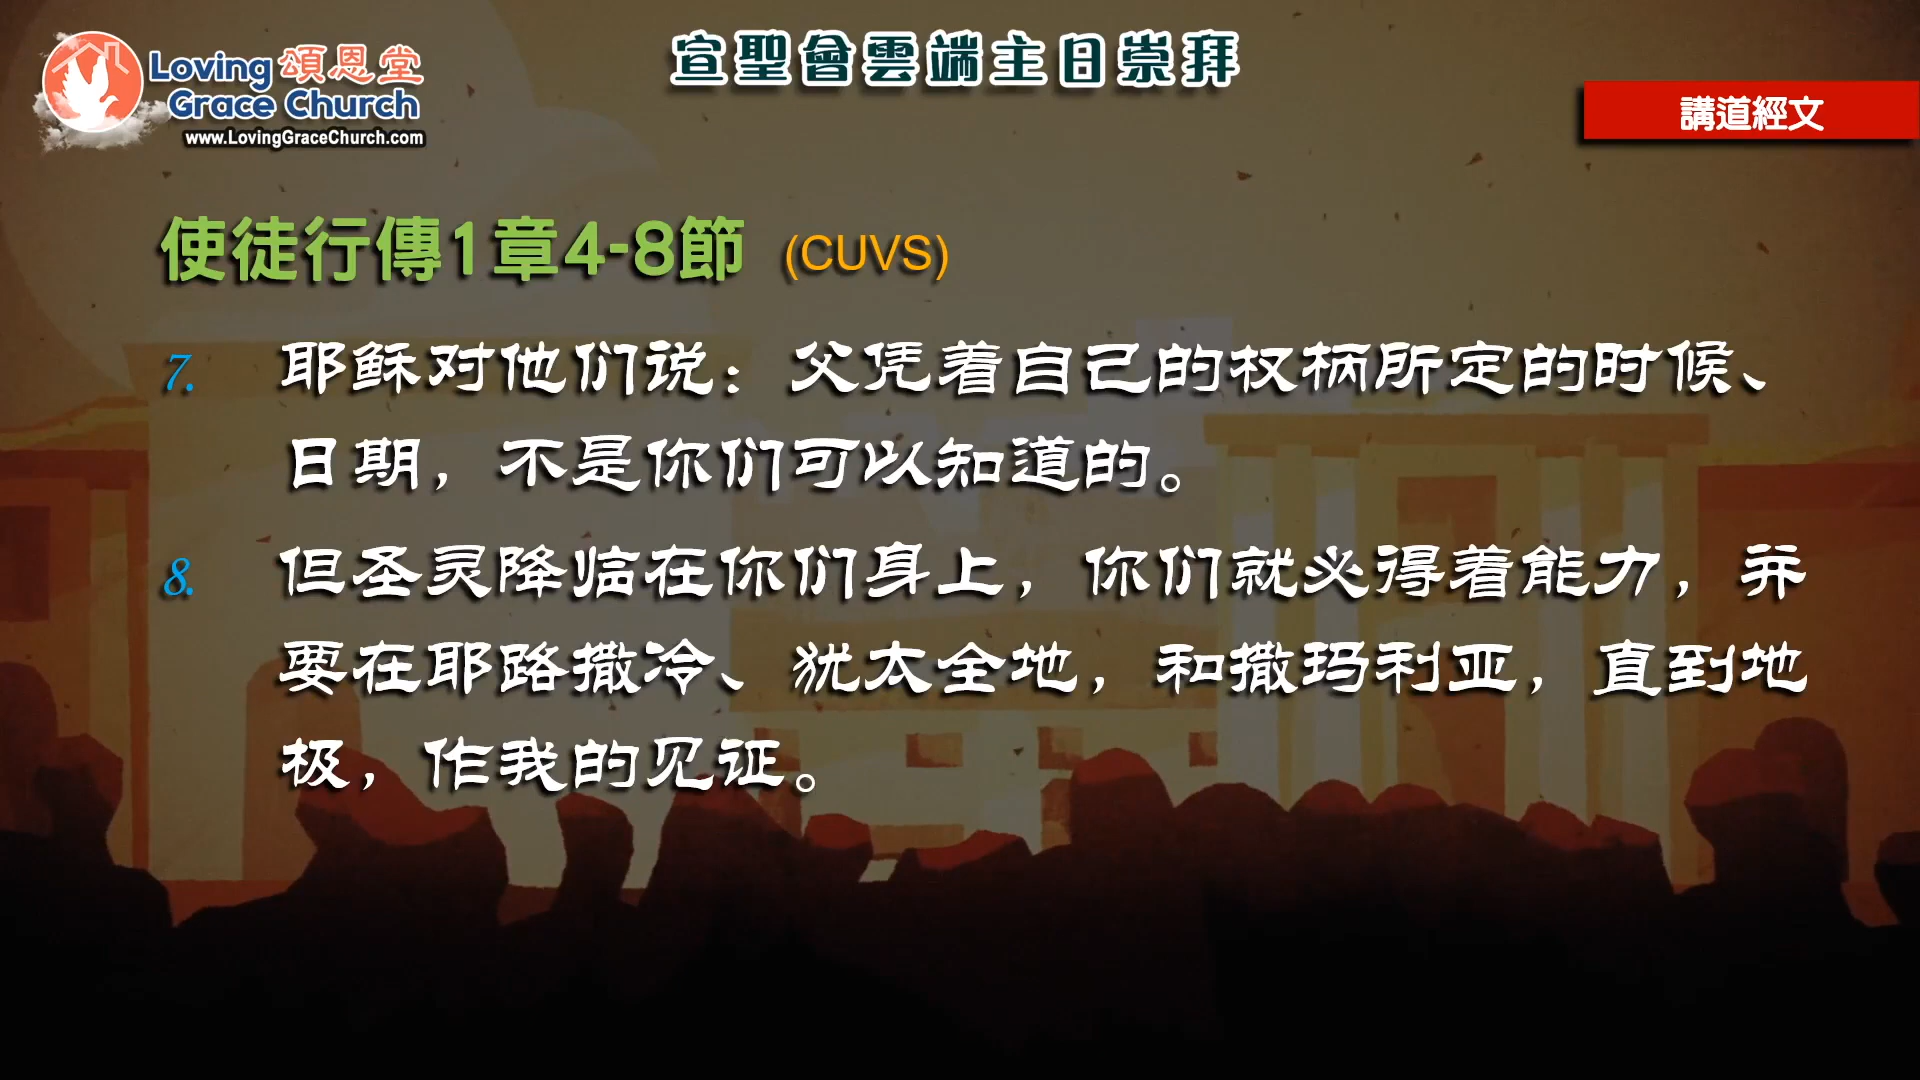 Loving 頌恩堂
Grace Church
www.LovingGraceChurch.com
宣聖會雲端主日崇拜
講道經文
使徒行傳1章4-8節 (CUVS)
7. 耶稣对他们说：父凭着自己的权柄所定的时候、
日期，不是你们可以知道的。
8. 但圣灵降临在你们身上，你们就必得着能力，并
要在耶路撒冷、犹太全地，和撒玛利亚，直到地
极，作我的见证。